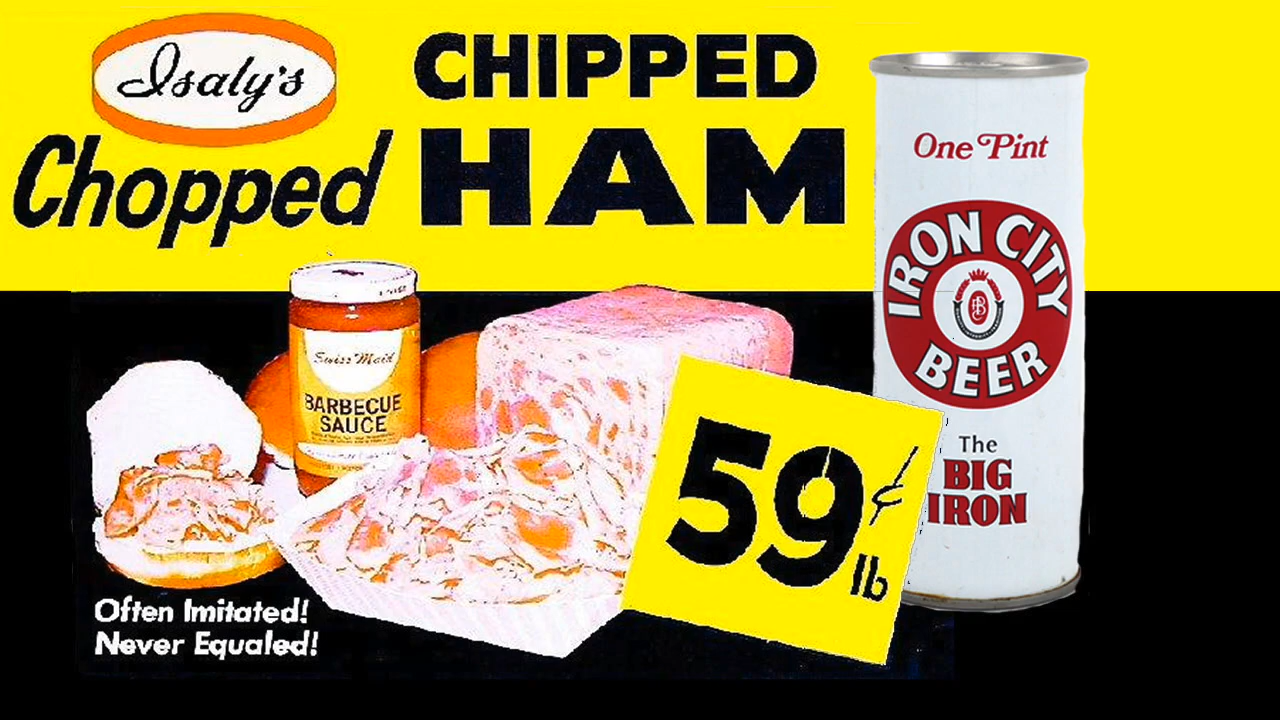 Isaly's
Chopped
CHIPPED
HAM
One Pint
IRON CITY
BEER
The
BIG
IRON
Swiss Maid
BARBECUE
SAUCE
59¢
lb
Often Imitated!
Never Equaled!